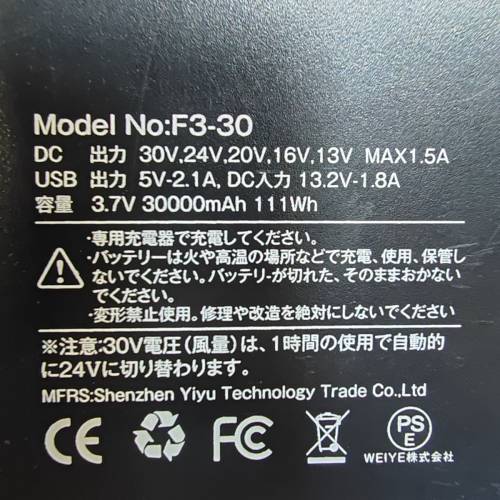 Model No:F3-30
DC 出力 30V,24V,20V,16V,13V MAX1.5A
USB 出力 5V-2.1A, DC入力 13.2V-1.8A
容量 3.7V 30000mAh 111Wh
·専用充電器で充電してください。
·バッテリーは火や高温の場所などで充電、使用、保管し
ないでください。バッテリーが切れた、そのままおかない
でください。
·変形禁止使用。修理や改造を絶対にしないでください
※注意:30V電圧(風量)は、1時間の使用で自動的
に24Vに切り替わります。
MFRS:Shenzhen Yiyu Technology Trade Co.,Ltd
CE FC PS E
WEIYE株式会社